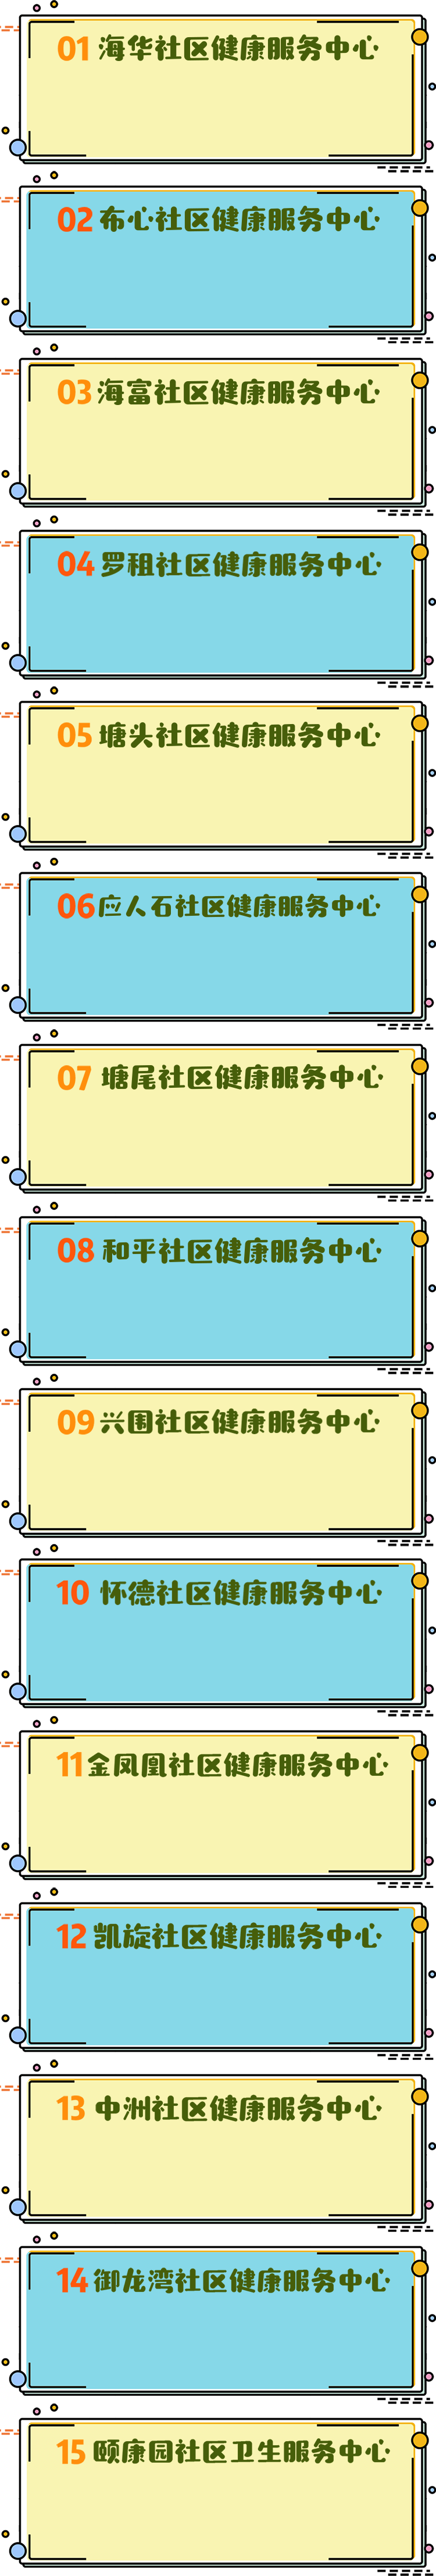 01 海华社区健康服务中心
02 布心社区健康服务中心
03 海富社区健康服务中心
04 罗租社区健康服务中心
05 塘头社区健康服务中心
06 应人石社区健康服务中心
07 塘尾社区健康服务中心
08 和平社区健康服务中心
09 兴围社区健康服务中心
10 怀德社区健康服务中心
11 金凤凰社区健康服务中心
12 凯旋社区健康服务中心
13 中洲社区健康服务中心
14 御龙湾社区健康服务中心
15 颐康园社区卫生服务中心